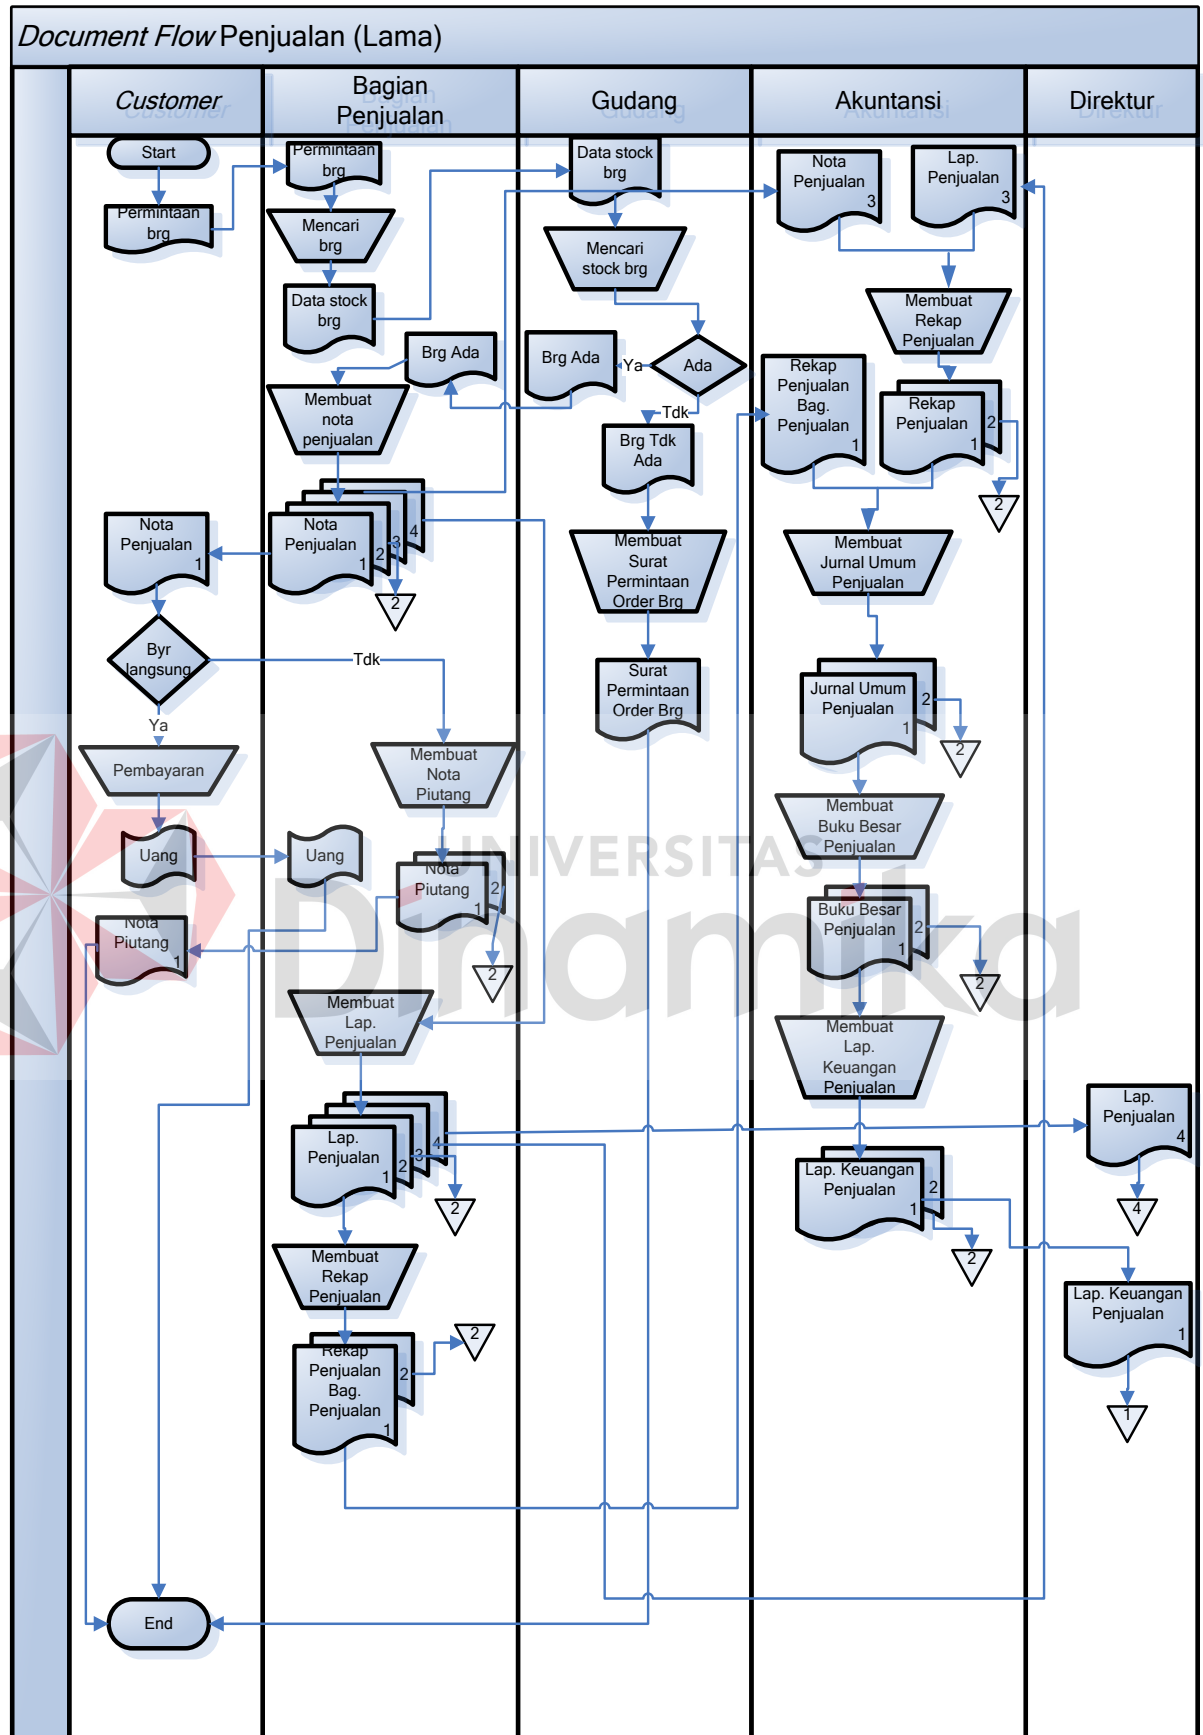 Document Flow Penjualan (Lama)
Customer
Bagian
Penjualan
Gudang
Akuntansi
Direktur
Start
Permintaan
brg
Nota
Penjualan
1
Byr
langsung
Tdk
Ya
Pembayaran
Uang
Nota
Piutang
1
End
Permintaan
brg
Mencari
brg
Data stock
brg
Brg Ada
Membuat
nota
penjualan
Nota
Penjualan
1
2
3
4
2
Membuat
Nota
Piutang
Uang
Nota
Piutang
1
2
2
Membuat
Lap.
Penjualan
Lap.
Penjualan
1
2
3
4
2
Membuat
Rekap
Penjualan
Rekap
Penjualan
Bag.
Penjualan
1
2
2
Data stock
brg
Mencari
stock brg
Ada
Ya
Brg Ada
Tdk
Brg Tdk
Ada
Membuat
Surat
Permintaan
Order Brg
Surat
Permintaan
Order Brg
Nota
Penjualan
3
Lap.
Penjualan
3
Membuat
Rekap
Penjualan
Rekap
Penjualan
Bag.
Penjualan
1
Rekap
Penjualan
1
2
2
Membuat
Jurnal Umum
Penjualan
Jurnal Umum
Penjualan
1
2
2
Membuat
Buku Besar
Penjualan
Buku Besar
Penjualan
1
2
2
Membuat
Lap.
Keuangan
Penjualan
Lap. Keuangan
Penjualan
1
2
2
Lap.
Penjualan
4
4
Lap. Keuangan
Penjualan
1
1
UNIVERSITAS
Dinamika